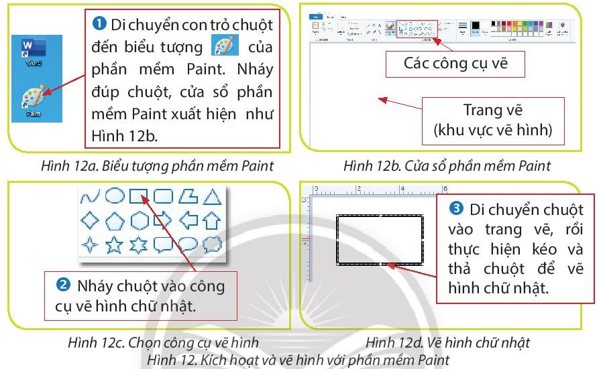 ❶ Di chuyển con trỏ chuột
đến biểu tượng của
phần mềm Paint. Nháy
đúp chuột, cửa sổ phần
mềm Paint xuất hiện như
Hình 12b.
Word
Paint
Hình 12a. Biểu tượng phần mềm Paint
Các công cụ vẽ
Trang vẽ
(khu vực vẽ hình)
Hình 12b. Cửa sổ phần mềm Paint
❷ Nháy chuột vào công
cụ vẽ hình chữ nhật.
Hình 12c. Chọn công cụ vẽ hình
0 2 4 6
❸ Di chuyển chuột
vào trang vẽ, rồi
thực hiện kéo và
thả chuột để vẽ
hình chữ nhật.
Hình 12d. Vẽ hình chữ nhật
Hình 12. Kích hoạt và vẽ hình với phần mềm Paint